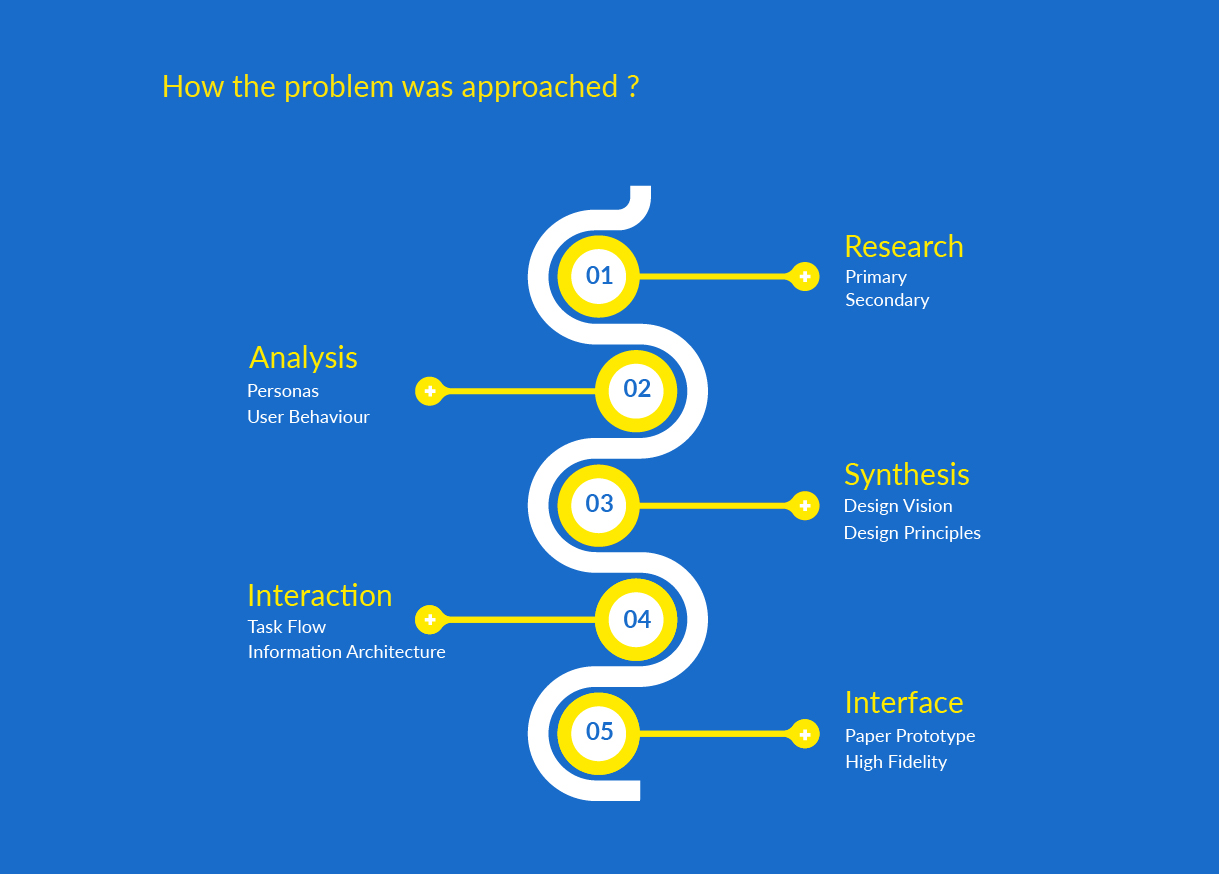 How the problem was approached ?
01
Research
Primary
Secondary
02
Analysis
Personas
User Behaviour
03
Synthesis
Design Vision
Design Principles
04
Interaction
Task Flow
Information Architecture
05
Interface
Paper Prototype
High Fidelity